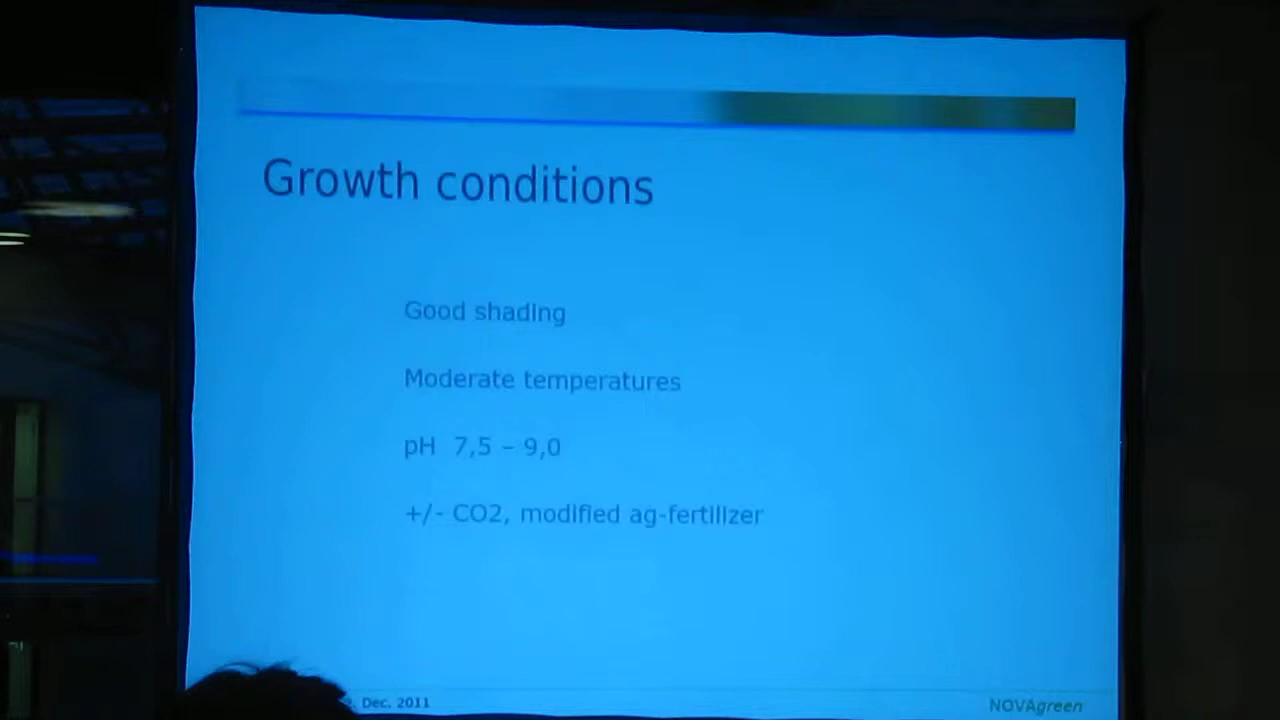 Growth conditions
Good shading
Moderate temperatures
pH 7,5 – 9,0
+/- CO2, modified ag-fertilizer
Dec. 2011
NOVAgreen